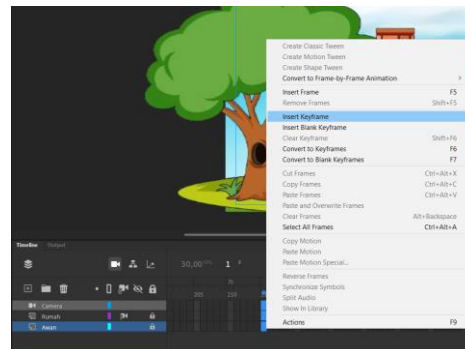 Create Classic Tween
Create Motion Tween
Create Shape Tween
Convert to Frame-by-Frame Animation
Insert Frame F5
Remove Frames Shift+F5
Insert Keyframe
Insert Blank Keyframe
Clear Keyframe Shift+F6
Convert to Keyframes F6
Convert to Blank Keyframes F7
Cut Frames Ctrl+Alt+X
Copy Frames Ctrl+Alt+C
Paste Frames Ctrl+Alt+V
Paste and Overwrite Frames
Clear Frames Alt+Backspace
Select All Frames Ctrl+Alt+A
Copy Motion
Paste Motion
Paste Motion Special...
Reverse Frames
Synchronize Symbols
Split Audio
Show in Library
Actions F9
Timeline Output
30,00 1
205 210
Camera
Rumah
Awan